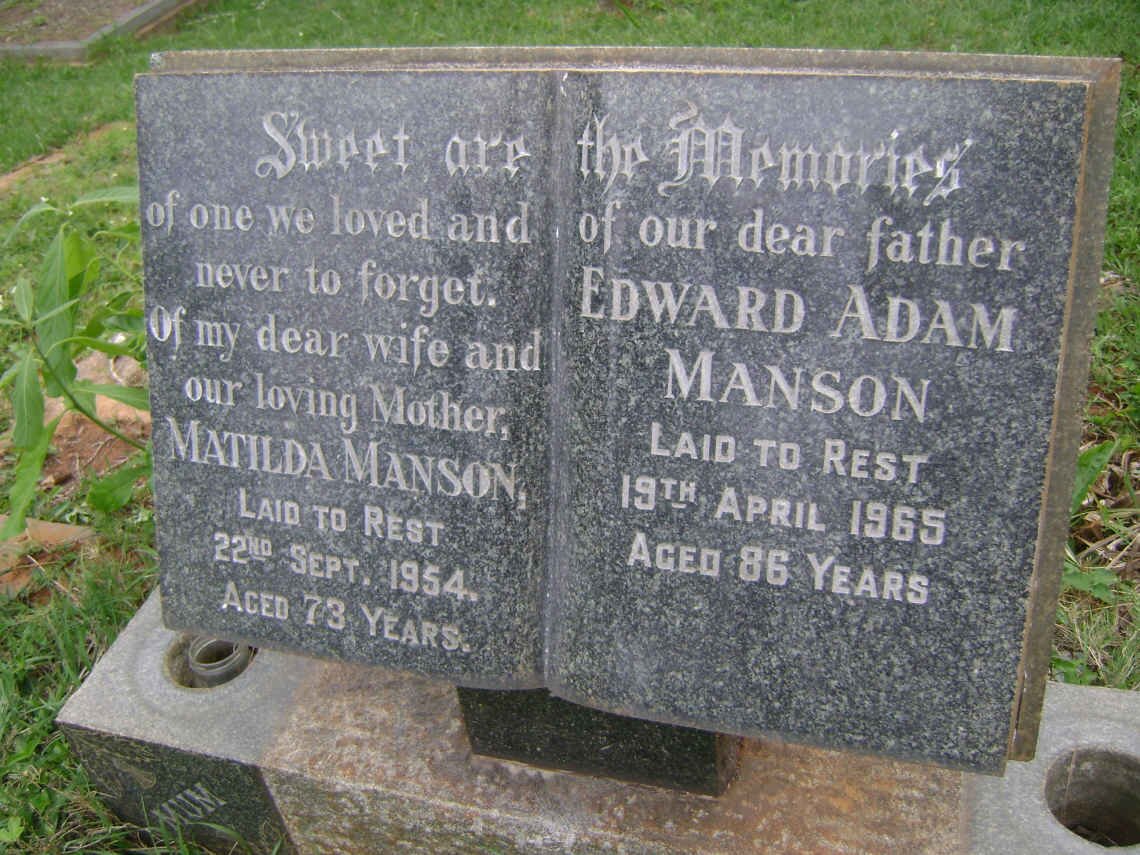 Sweet are the Memories
of one we loved and
never to forget.
Of my dear wife and
our loving Mother,
MATILDA MANSON,
LAID TO REST
22ND SEPT. 1954.
AGED 73 YEARS.
of our dear father
EDWARD ADAM
MANSON
LAID TO REST
19TH APRIL 1965
AGED 86 YEARS
MUM